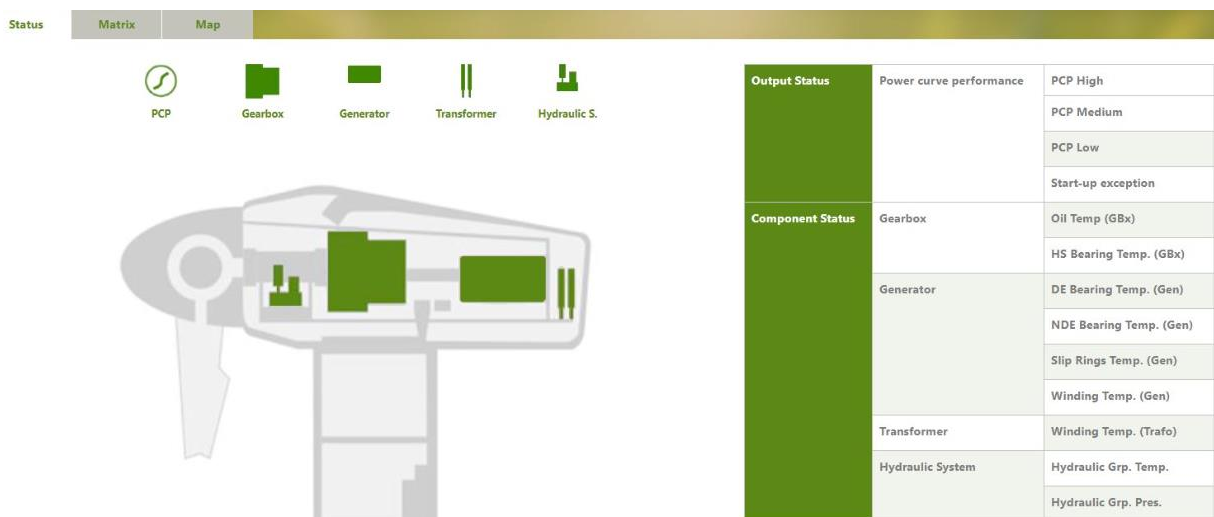 Status Matrix Map
PCP Gearbox Generator Transformer Hydraulic S.
Output Status Power curve performance PCP High
PCP Medium
PCP Low
Start-up exception
Component Status Gearbox Oil Temp (GBx)
HS Bearing Temp. (GBx)
Generator DE Bearing Temp. (Gen)
NDE Bearing Temp. (Gen)
Slip Rings Temp. (Gen)
Winding Temp. (Gen)
Transformer Winding Temp. (Trafo)
Hydraulic System Hydraulic Grp. Temp.
Hydraulic Grp. Pres.